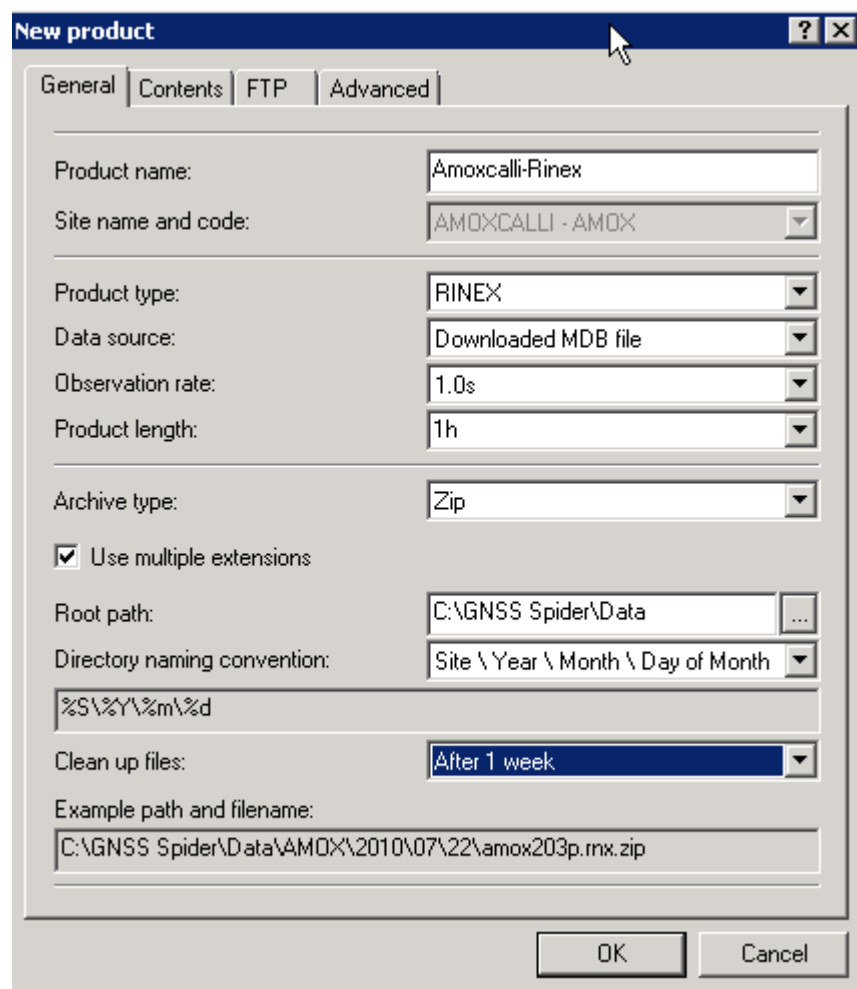 New product
General Contents FTP Advanced
Product name: Amoxcalli-Rinex
Site name and code: AMOXCALLI - AMOX
Product type: RINEX
Data source: Downloaded MDB file
Observation rate: 1.0s
Product length: 1h
Archive type: Zip
Use multiple extensions
Root path: C:\GNSS Spider\Data ...
Directory naming convention: Site \ Year \ Month \ Day of Month
%S\%Y\%m\%d
Clean up files: After 1 week
Example path and filename:
C:\GNSS Spider\Data\AMOX\2010\07\22\amox203p.rnx.zip
OK Cancel